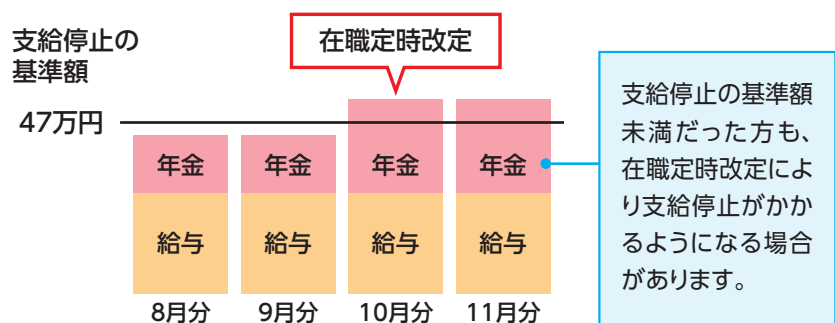 支給停止の
基準額
在職定時改定
47万円
年金
年金
年金
年金
給与
給与
給与
給与
8月分
9月分
10月分
11月分
支給停止の基準額
未満だった方も、
在職定時改定によ
り支給停止がかか
るようになる場合
があります。